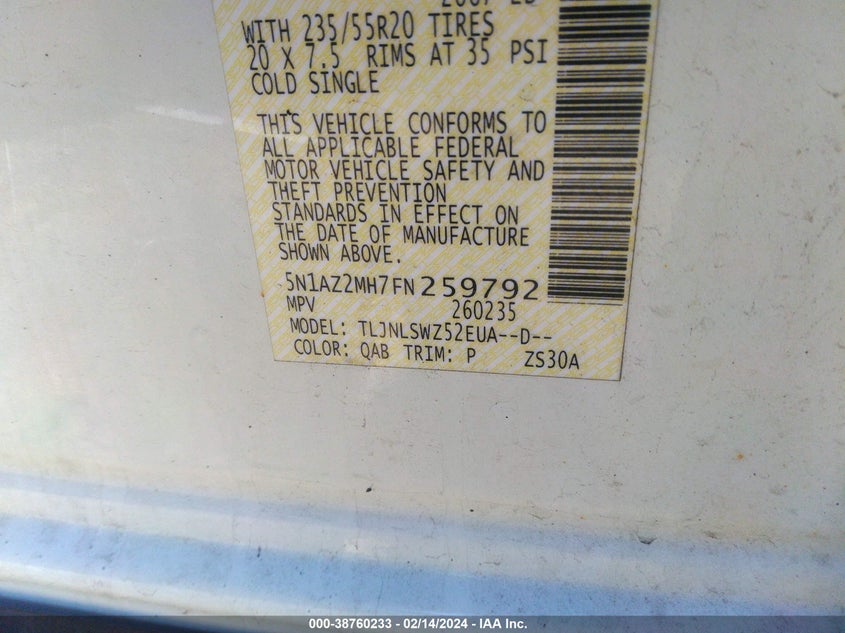 WITH 235/55R20 TIRES
20 X 7.5 RIMS AT 35 PSI
COLD SINGLE
THIS VEHICLE CONFORMS TO
ALL APPLICABLE FEDERAL
MOTOR VEHICLE SAFETY AND
THEFT PREVENTION
STANDARDS IN EFFECT ON
THE DATE OF MANUFACTURE
SHOWN ABOVE.
5N1AZ2MH7FN259792
MPV 260235
MODEL: TLJNLSWZ52EUA--D--
COLOR: QAB TRIM: P ZS30A
000-38760233 - 02/14/2024 - IAA Inc.